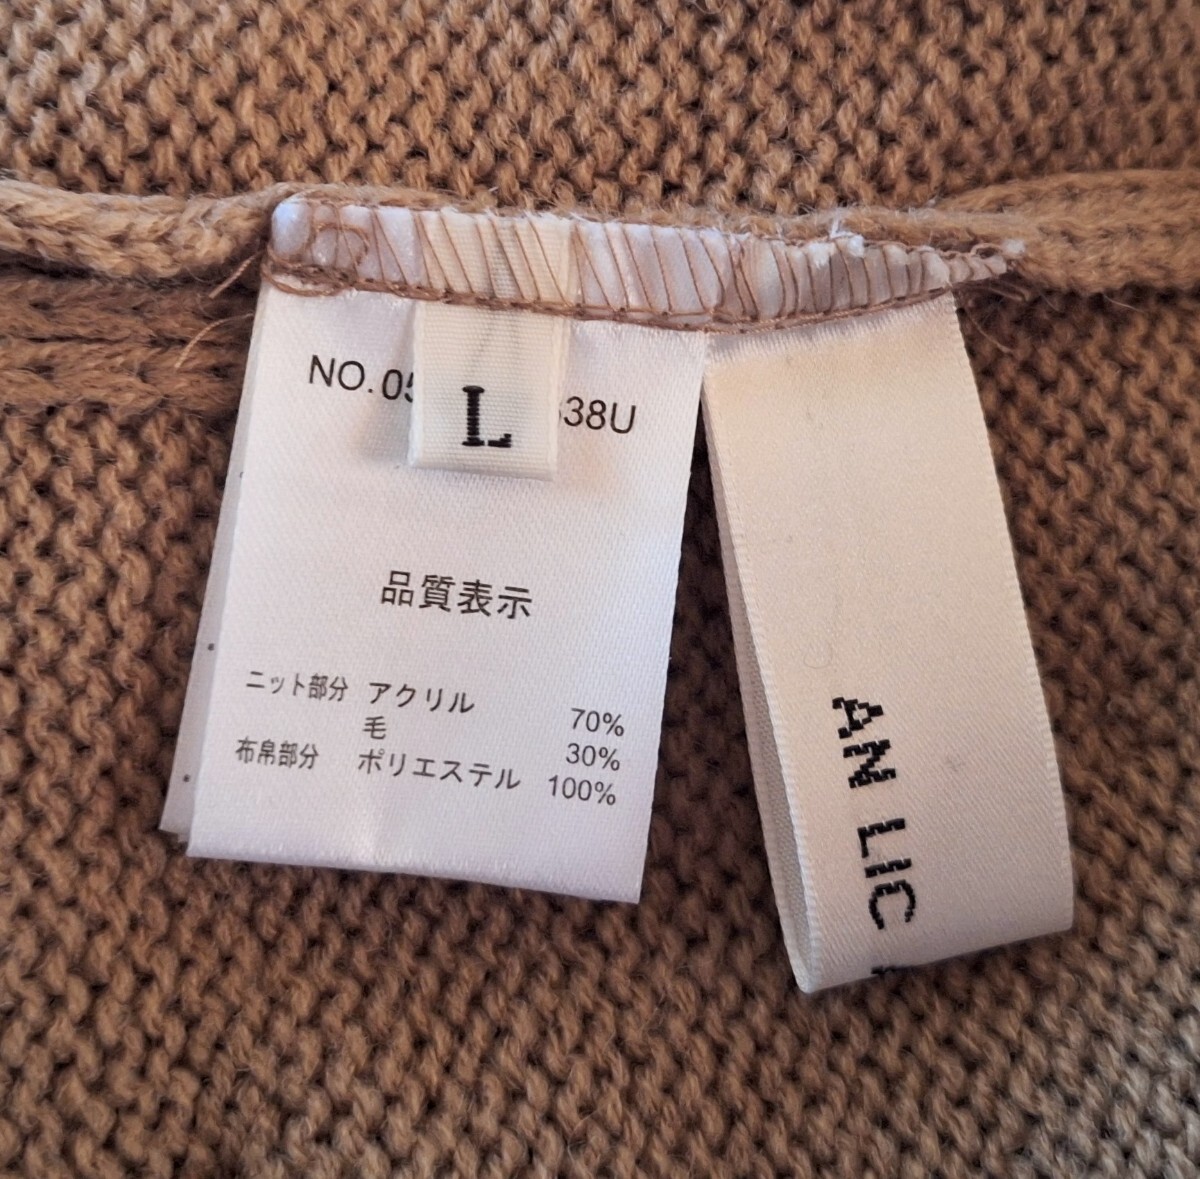 NO.05 38U
L
品質表示
ニット部分 アクリル 70%
毛 30%
布帛部分 ポリエステル 100%
AN LIC